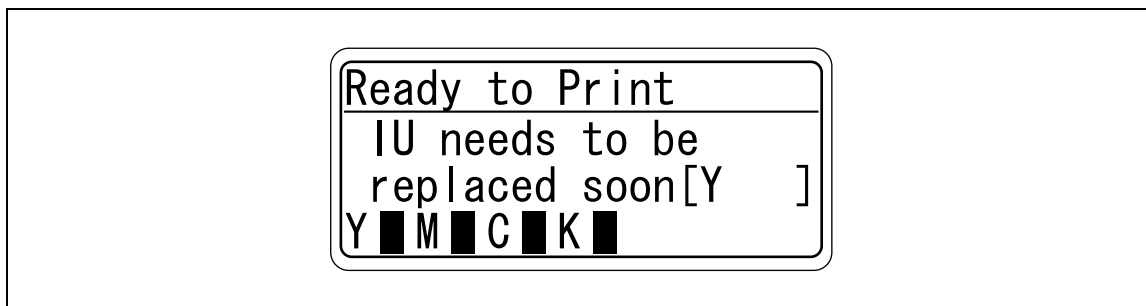 Ready to Print
IU needs to be
replaced soon[Y   ]
Y■M■C■K■